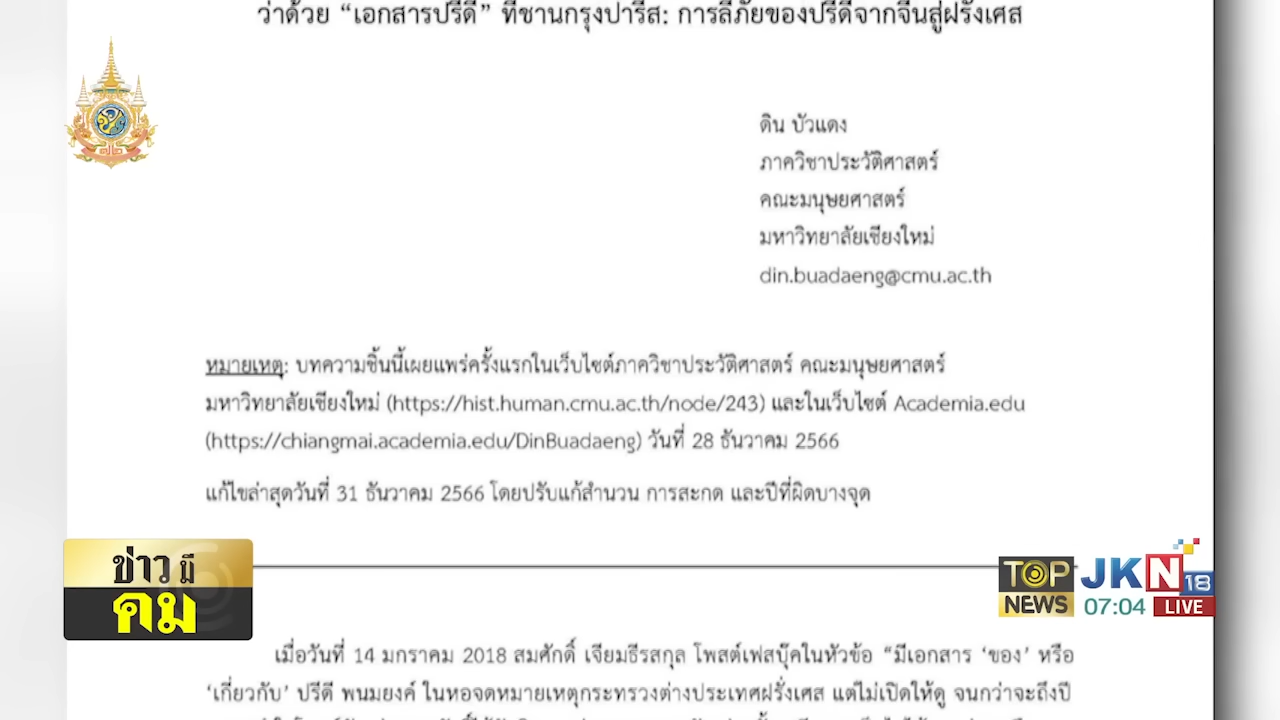 ว่าด้วย “เอกสารปรีดี” ที่ชานกรุงปารีส: การลี้ภัยของปรีดีจากจีนสู่ฝรั่งเศส
ดิน บัวแดง
ภาควิชาประวัติศาสตร์
คณะมนุษยศาสตร์
มหาวิทยาลัยเชียงใหม่
din.buadaeng@cmu.ac.th
หมายเหตุ: บทความชิ้นนี้เผยแพร่ครั้งแรกในเว็บไซต์ภาควิชาประวัติศาสตร์ คณะมนุษยศาสตร์
มหาวิทยาลัยเชียงใหม่ (https://hist.human.cmu.ac.th/node/243) และในเว็บไซต์ Academia.edu
(https://chiangmai.academia.edu/DinBuadaeng) วันที่ 28 ธันวาคม 2566
แก้ไขล่าสุดวันที่ 31 ธันวาคม 2566 โดยปรับแก้สำนวน การสะกด และปีที่ผิดบางจุด
ข่าวมี
คม
TOP
NEWS
JKN18
07:04 LIVE
เมื่อวันที่ 14 มกราคม 2018 สมศักดิ์ เจียมธีรสกุล โพสต์เฟสบุ๊คในหัวข้อ “มีเอกสาร ‘ของ’ หรือ
‘เกี่ยวกับ’ ปรีดี พนมยงค์ ในหอจดหมายเหตุกระทรวงต่างประเทศฝรั่งเศส แต่ไม่เปิดให้ดู จนกว่าจะถึงปี